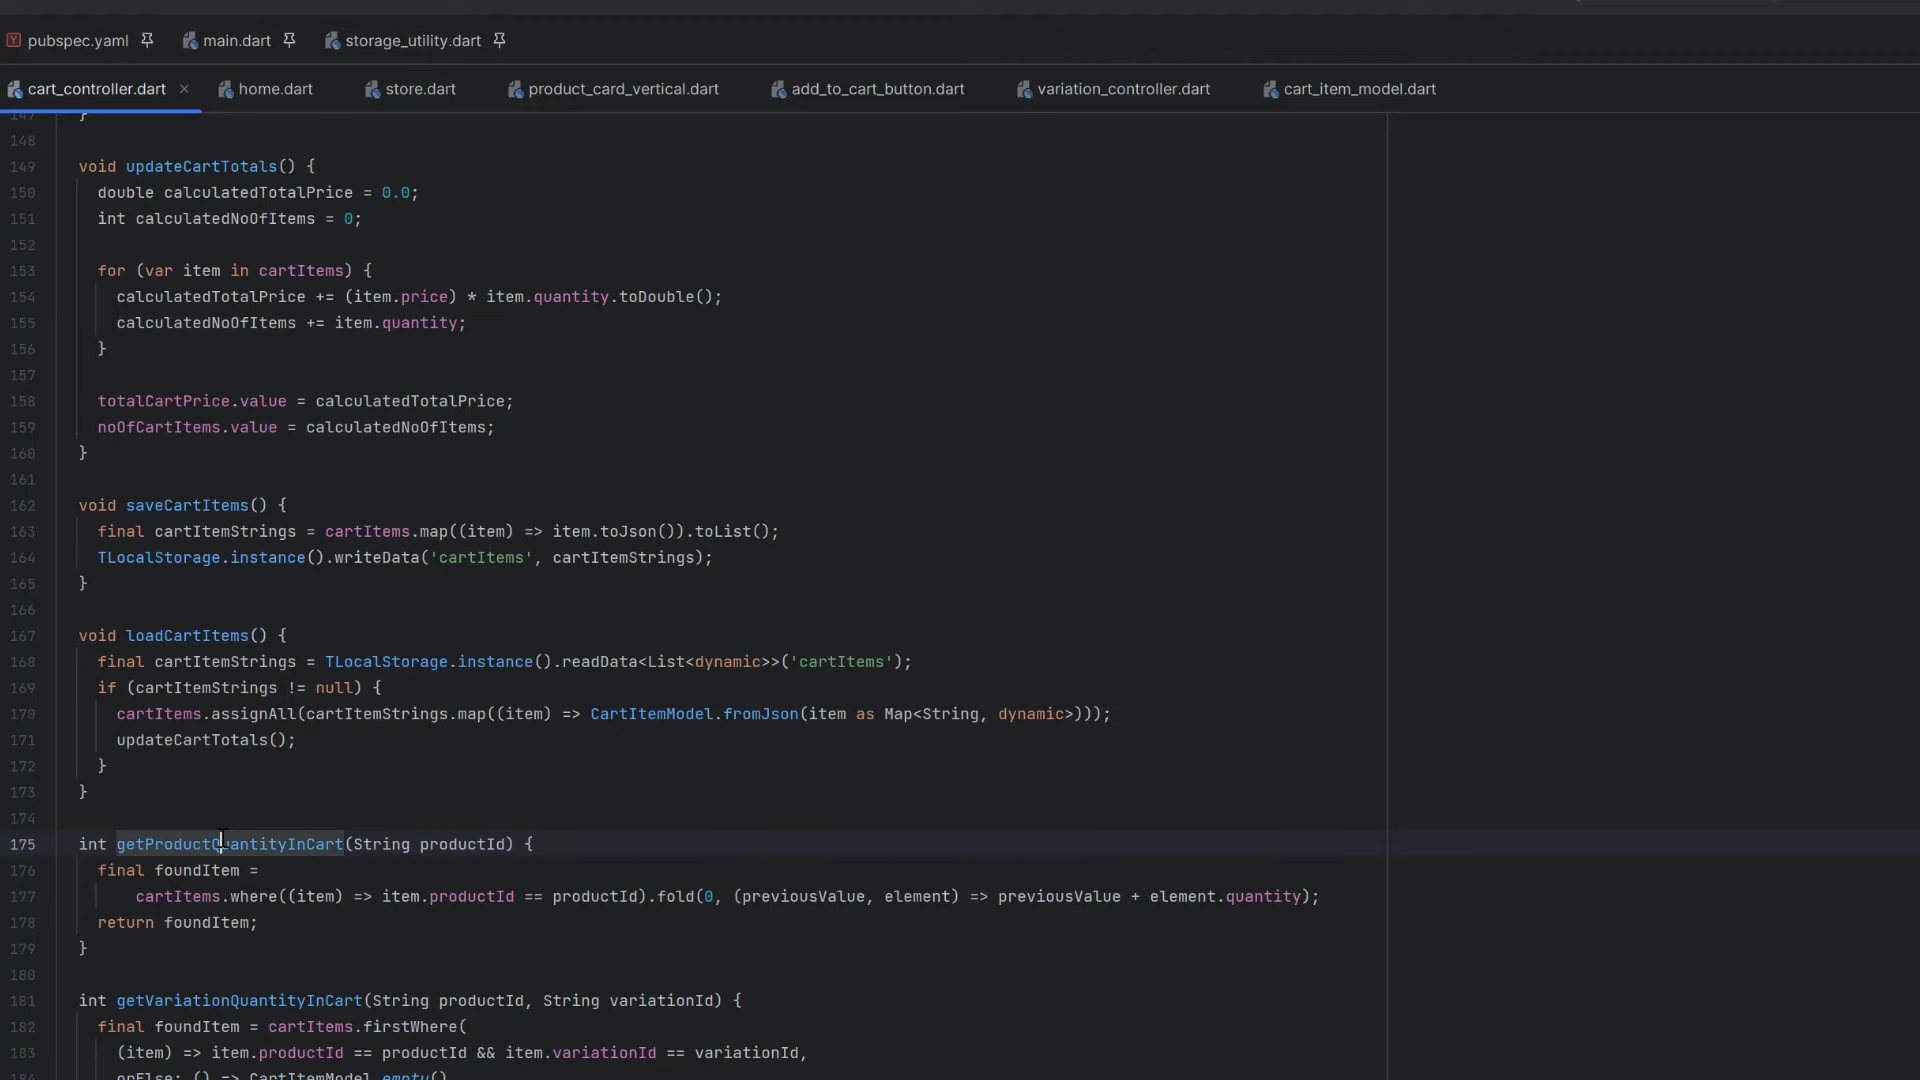 pubspec.yaml main.dart storage_utility.dart
cart_controller.dart home.dart store.dart product_card_vertical.dart add_to_cart_button.dart variation_controller.dart cart_item_model.dart
147 }
148
149 void updateCartTotals() {
150 double calculatedTotalPrice = 0.0;
151 int calculatedNoOfItems = 0;
152
153 for (var item in cartItems) {
154 calculatedTotalPrice += (item.price) * item.quantity.toDouble();
155 calculatedNoOfItems += item.quantity;
156 }
157
158 totalCartPrice.value = calculatedTotalPrice;
159 noOfCartItems.value = calculatedNoOfItems;
160 }
161
162 void saveCartItems() {
163 final cartItemStrings = cartItems.map((item) => item.toJson()).toList();
164 TLocalStorage.instance().writeData('cartItems', cartItemStrings);
165 }
166
167 void loadCartItems() {
168 final cartItemStrings = TLocalStorage.instance().readData<List<dynamic>>('cartItems');
169 if (cartItemStrings != null) {
170 cartItems.assignAll(cartItemStrings.map((item) => CartItemModel.fromJson(item as Map<String, dynamic>)));
171 updateCartTotals();
172 }
173 }
174
175 int getProductQuantityInCart(String productId) {
176 final foundItem =
177 cartItems.where((item) => item.productId == productId).fold(0, (previousValue, element) => previousValue + element.quantity);
178 return foundItem;
179 }
180
181 int getVariationQuantityInCart(String productId, String variationId) {
182 final foundItem = cartItems.firstWhere(
183 (item) => item.productId == productId && item.variationId == variationId,
184 orElse: () => CartItemModel.empty()